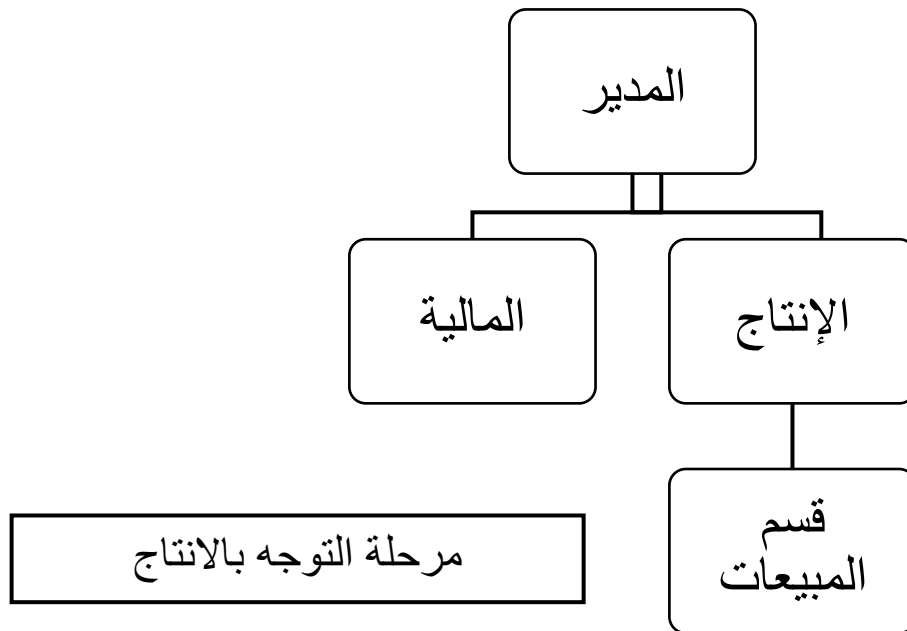 المدير
الإنتاج
المالية
قسم
المبيعات
مرحلة التوجه بالانتاج